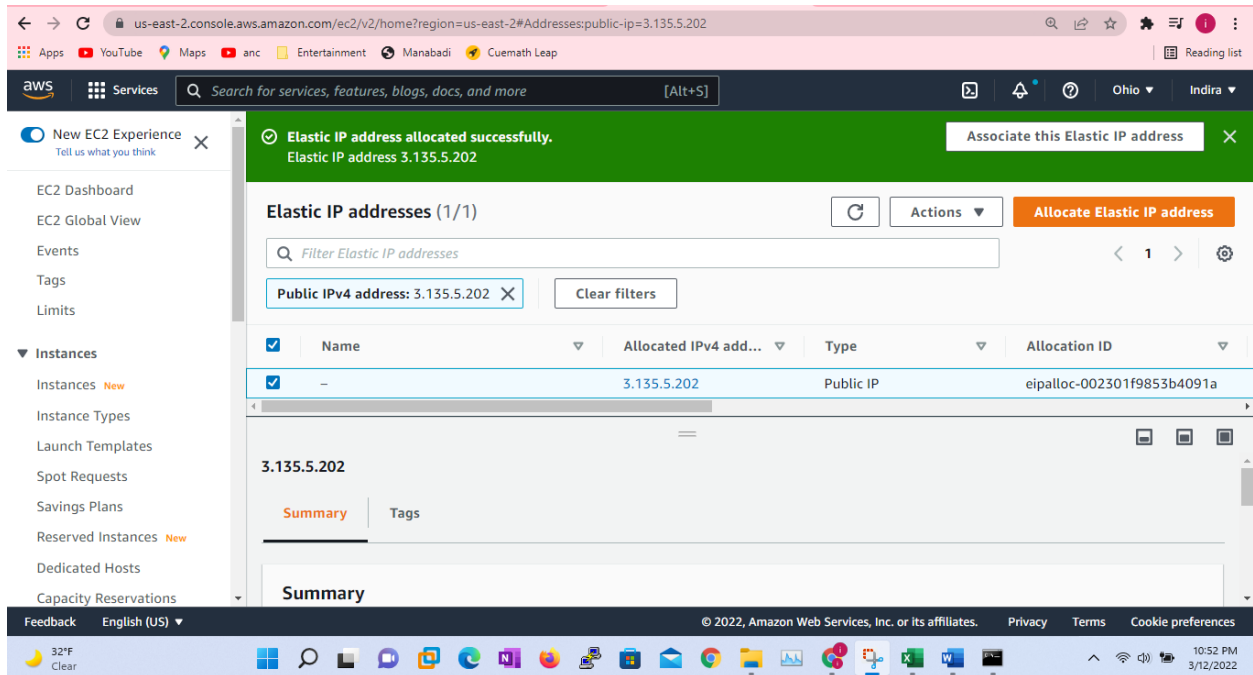 us-east-2.console.aws.amazon.com/ec2/v2/home?region=us-east-2#Addresses:public-ip=3.135.5.202
i
Apps YouTube Maps anc Entertainment Manabadi Cuemath Leap Reading list
aws Services Search for services, features, blogs, docs, and more [Alt+S] Ohio ▼ Indira ▼
New EC2 Experience
Tell us what you think
EC2 Dashboard
EC2 Global View
Events
Tags
Limits
▼ Instances
Instances New
Instance Types
Launch Templates
Spot Requests
Savings Plans
Reserved Instances New
Dedicated Hosts
Capacity Reservations
Elastic IP address allocated successfully.
Elastic IP address 3.135.5.202
Associate this Elastic IP address
Elastic IP addresses (1/1)
Actions ▼
Allocate Elastic IP address
Filter Elastic IP addresses
1
Public IPv4 address: 3.135.5.202
Clear filters
Name Allocated IPv4 add... Type Allocation ID
– 3.135.5.202 Public IP eipalloc-002301f9853b4091a
3.135.5.202
Summary Tags
Summary
Feedback English (US) ▼ © 2022, Amazon Web Services, Inc. or its affiliates. Privacy Terms Cookie preferences
32°F
Clear
10:52 PM
3/12/2022